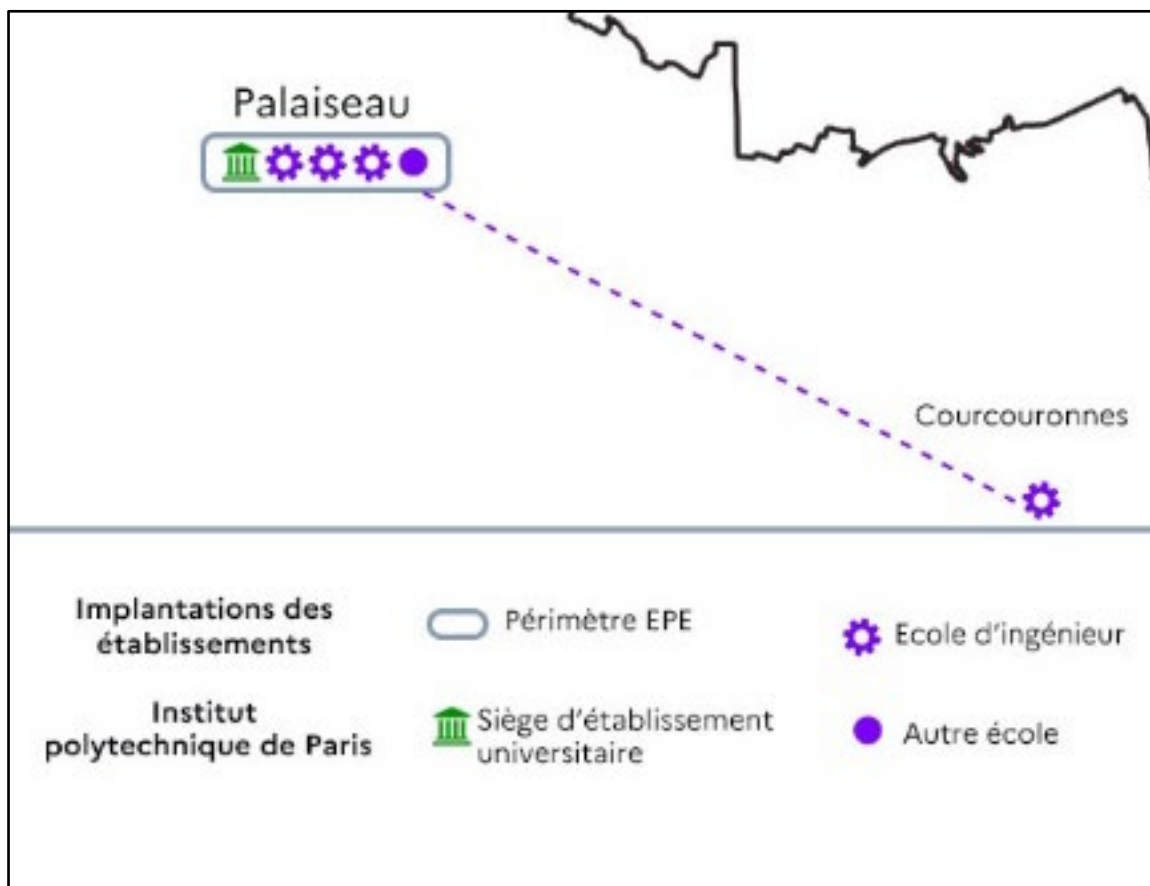 Palaiseau
Courcouronnes
Implantations des
établissements
Institut
polytechnique de Paris
Périmètre EPE
Siège d'établissement
universitaire
Ecole d'ingénieur
Autre école